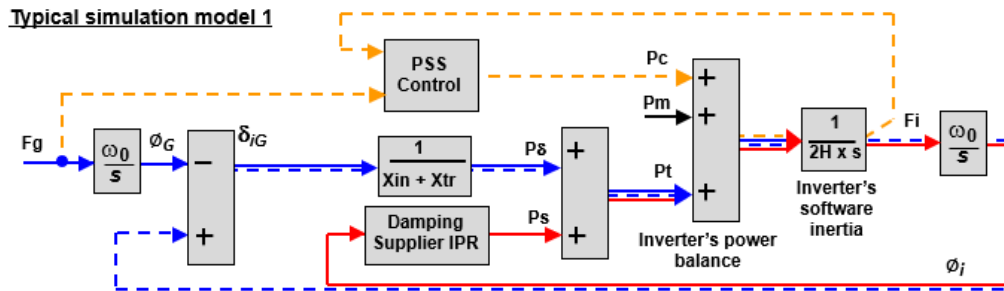 Typical simulation model 1
PSS
Control
Pc
Pm
Fg
ω0
s
ØG
δiG
−
+
1
Xin + Xtr
Pδ
Damping
Supplier IPR
Ps
+
+
Pt
+
+
+
Inverter's power
balance
1
2H x s
Inverter's
software
inertia
Fi
ω0
s
Øi